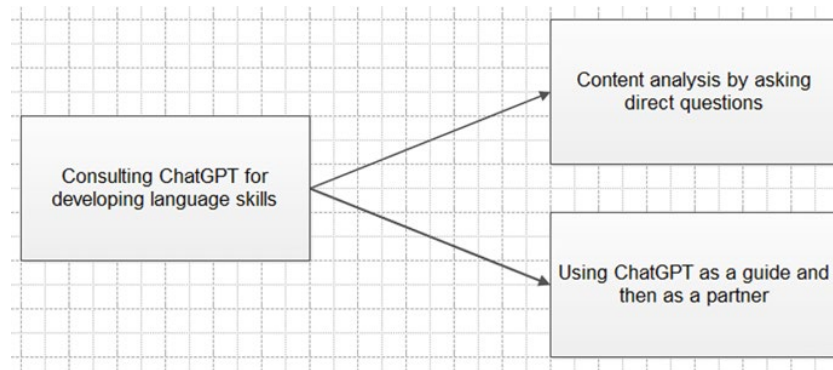 Consulting ChatGPT for
developing language skills
Content analysis by asking
direct questions
Using ChatGPT as a guide and
then as a partner